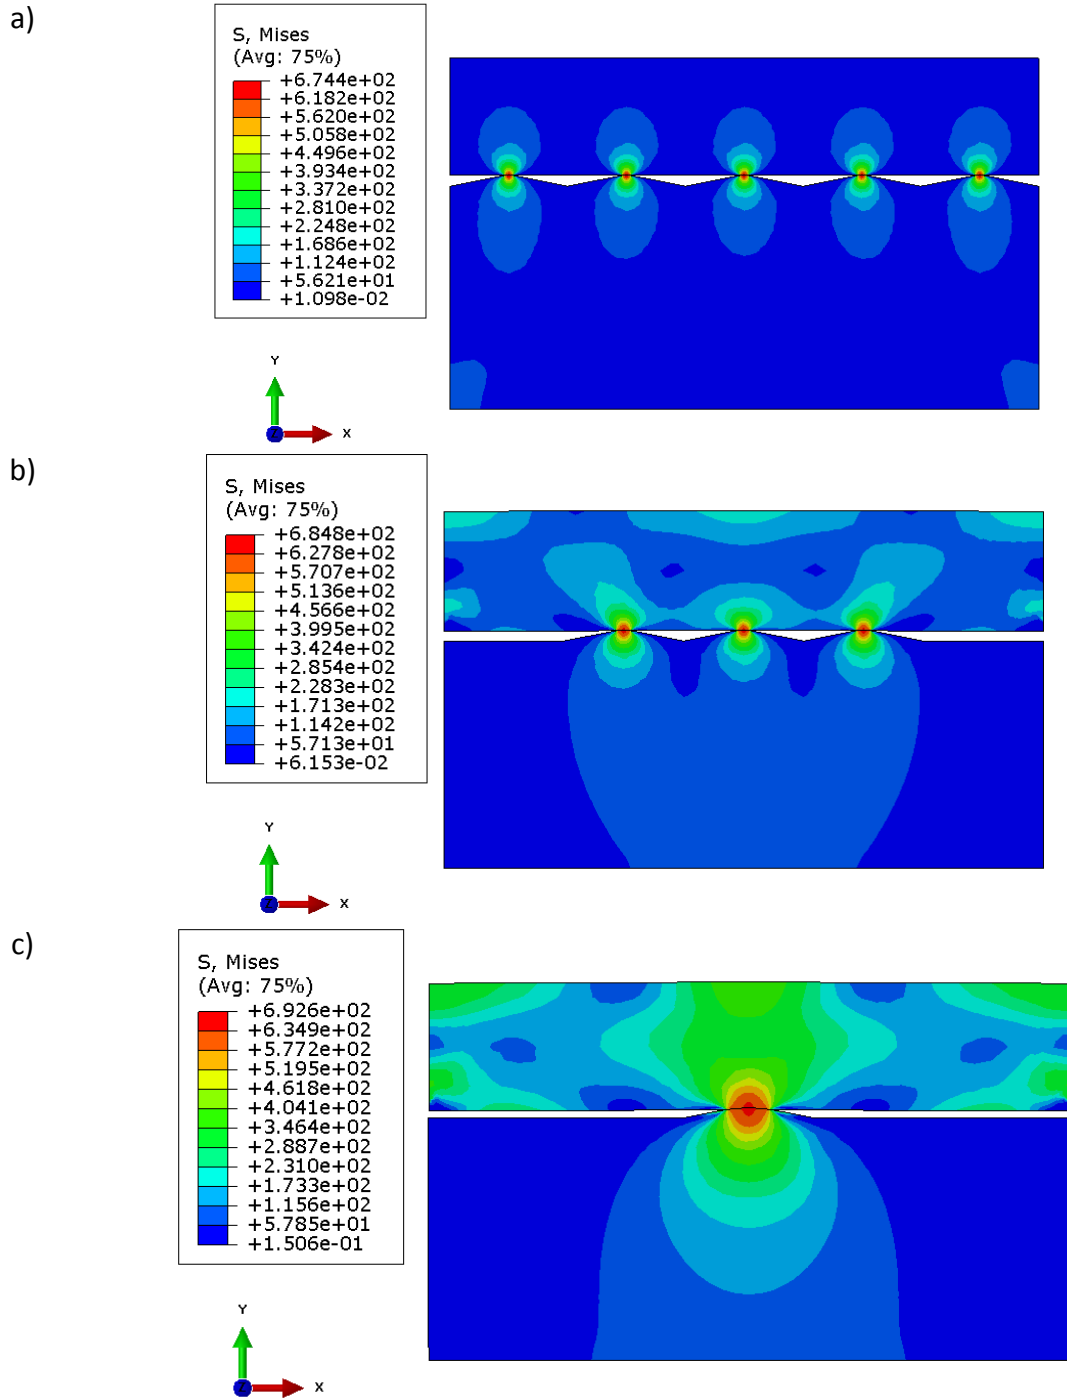 a)
S, Mises
(Avg: 75%)
+6.744e+02
+6.182e+02
+5.620e+02
+5.058e+02
+4.496e+02
+3.934e+02
+3.372e+02
+2.810e+02
+2.248e+02
+1.686e+02
+1.124e+02
+5.621e+01
+1.098e-02
Y
Z X
b)
S, Mises
(Avg: 75%)
+6.848e+02
+6.278e+02
+5.707e+02
+5.136e+02
+4.566e+02
+3.995e+02
+3.424e+02
+2.854e+02
+2.283e+02
+1.713e+02
+1.142e+02
+5.713e+01
+6.153e-02
Y
Z X
c)
S, Mises
(Avg: 75%)
+6.926e+02
+6.349e+02
+5.772e+02
+5.195e+02
+4.618e+02
+4.041e+02
+3.464e+02
+2.887e+02
+2.310e+02
+1.733e+02
+1.156e+02
+5.785e+01
+1.506e-01
Y
Z X